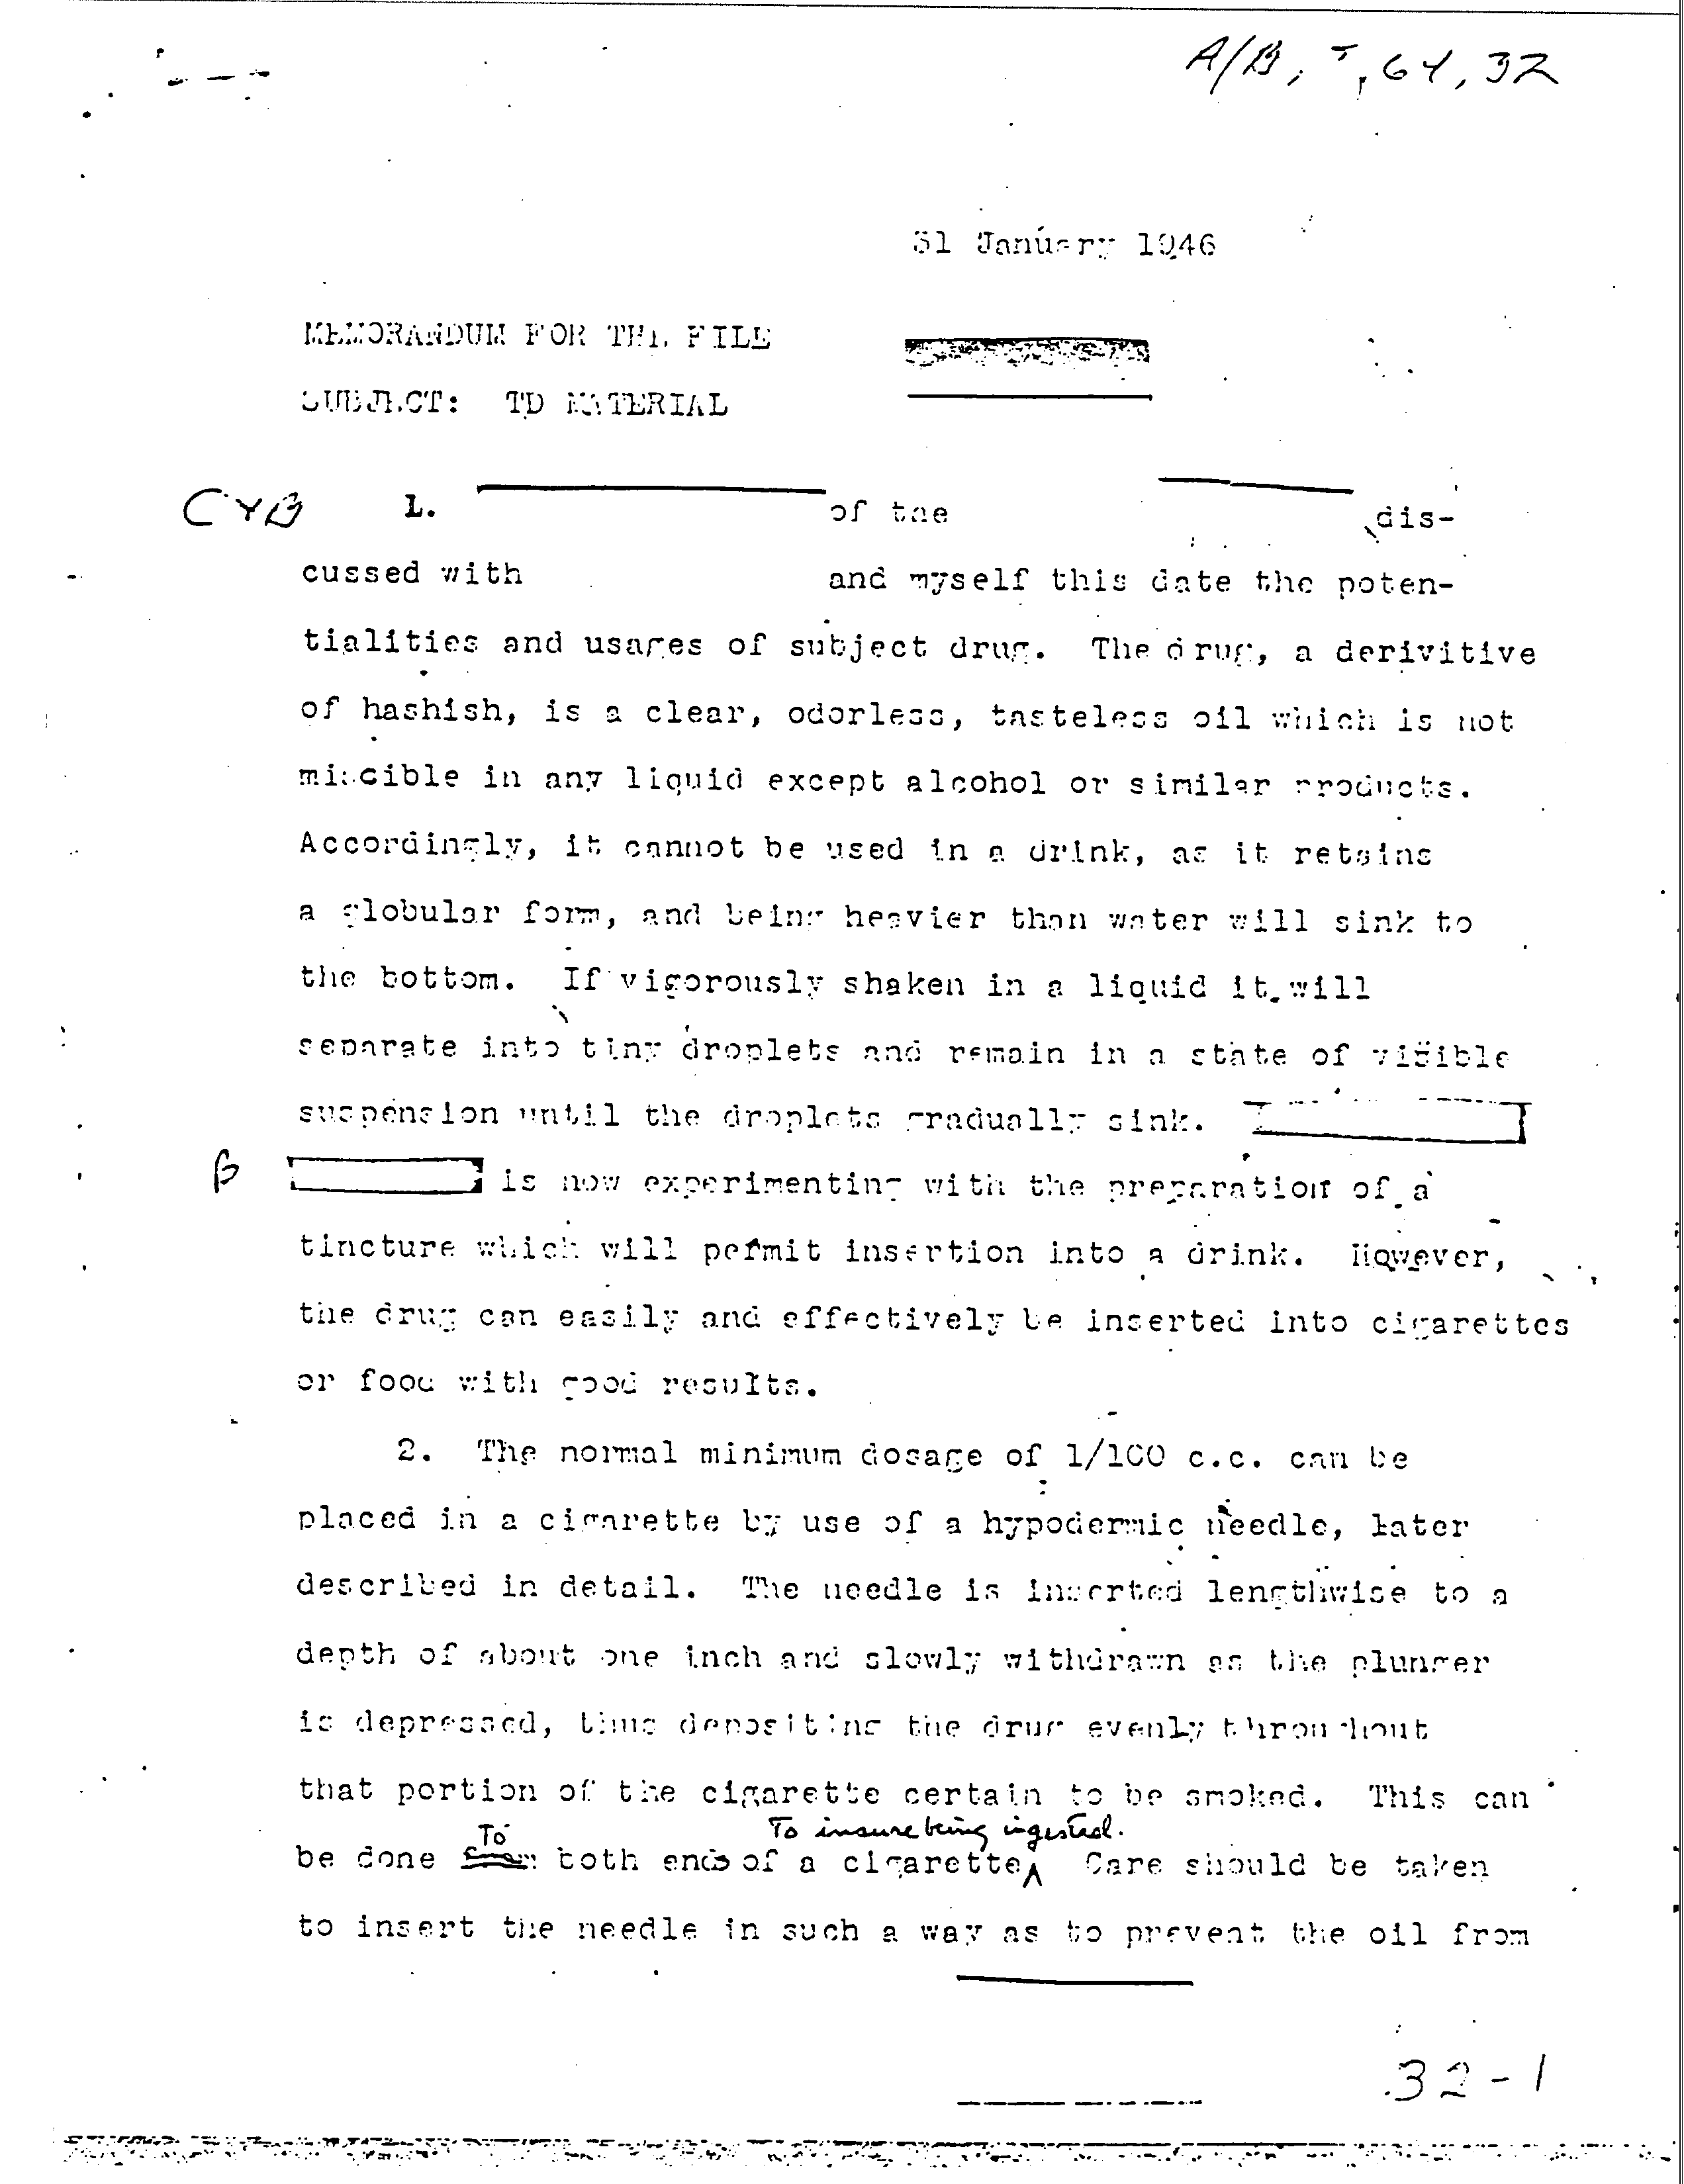 A/B, , 64, 32
31 January 1946
MEMORANDUM FOR THE FILE
SUBJECT: TD MATERIAL
CYB 1. of the dis-
cussed with and myself this date the poten-
tialities and usages of subject drug. The drug, a derivitive
of hashish, is a clear, odorless, tasteless oil which is not
miscible in any liquid except alcohol or similar products.
Accordingly, it cannot be used in a drink, as it retains
a globular form, and being heavier than water will sink to
the bottom. If vigorously shaken in a liquid it will
separate into tiny droplets and remain in a state of visible
suspension until the droplets gradually sink.
B is now experimenting with the preparation of a
tincture which will permit insertion into a drink. However,
the drug can easily and effectively be inserted into cigarettes
or food with good results.
2. The normal minimum dosage of 1/100 c.c. can be
placed in a cigarette by use of a hypodermic needle, later
described in detail. The needle is inserted lengthwise to a
depth of about one inch and slowly withdrawn as the plunger
is depressed, thus depositing the drug evenly throughout
that portion of the cigarette certain to be smoked. This can
To To insure being ingested.
be done from both ends of a cigarette. Care should be taken
to insert the needle in such a way as to prevent the oil from
32-1